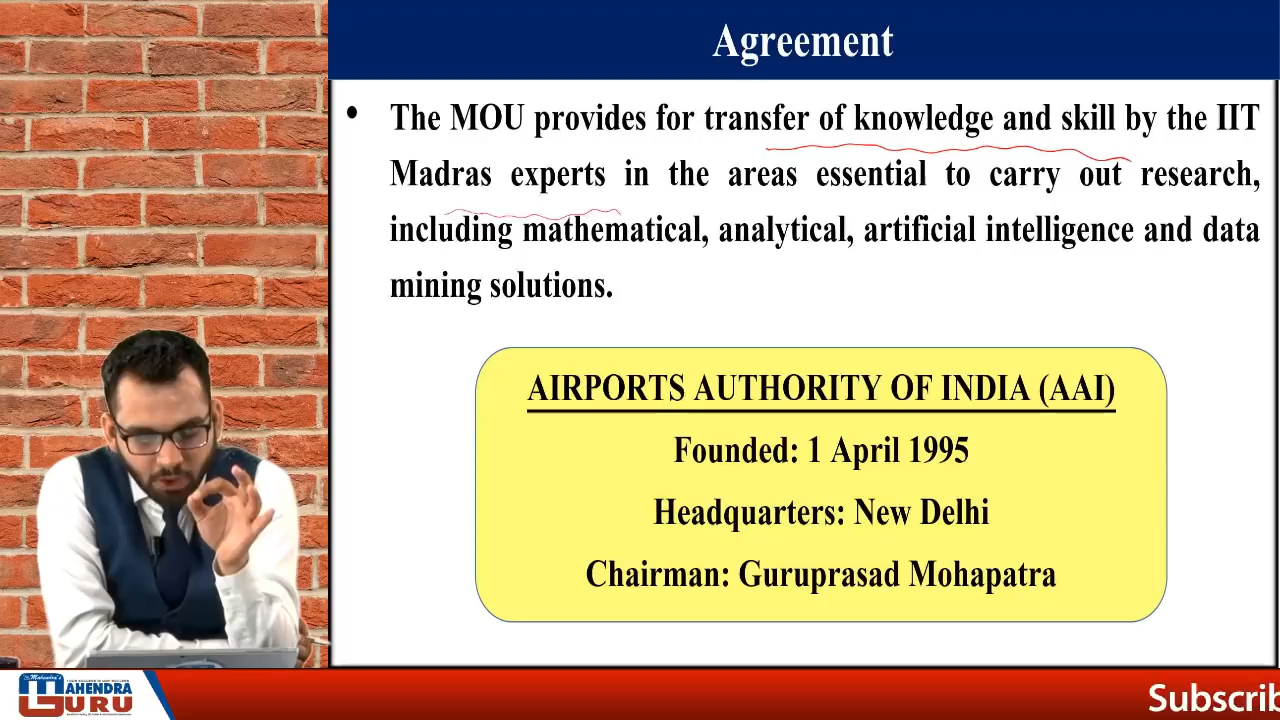 Agreement
• The MOU provides for transfer of knowledge and skill by the IIT
Madras experts in the areas essential to carry out research,
including mathematical, analytical, artificial intelligence and data
mining solutions.
AIRPORTS AUTHORITY OF INDIA (AAI)
Founded: 1 April 1995
Headquarters: New Delhi
Chairman: Guruprasad Mohapatra
Mahendra's
MAHENDRA
GURU
Subscrib